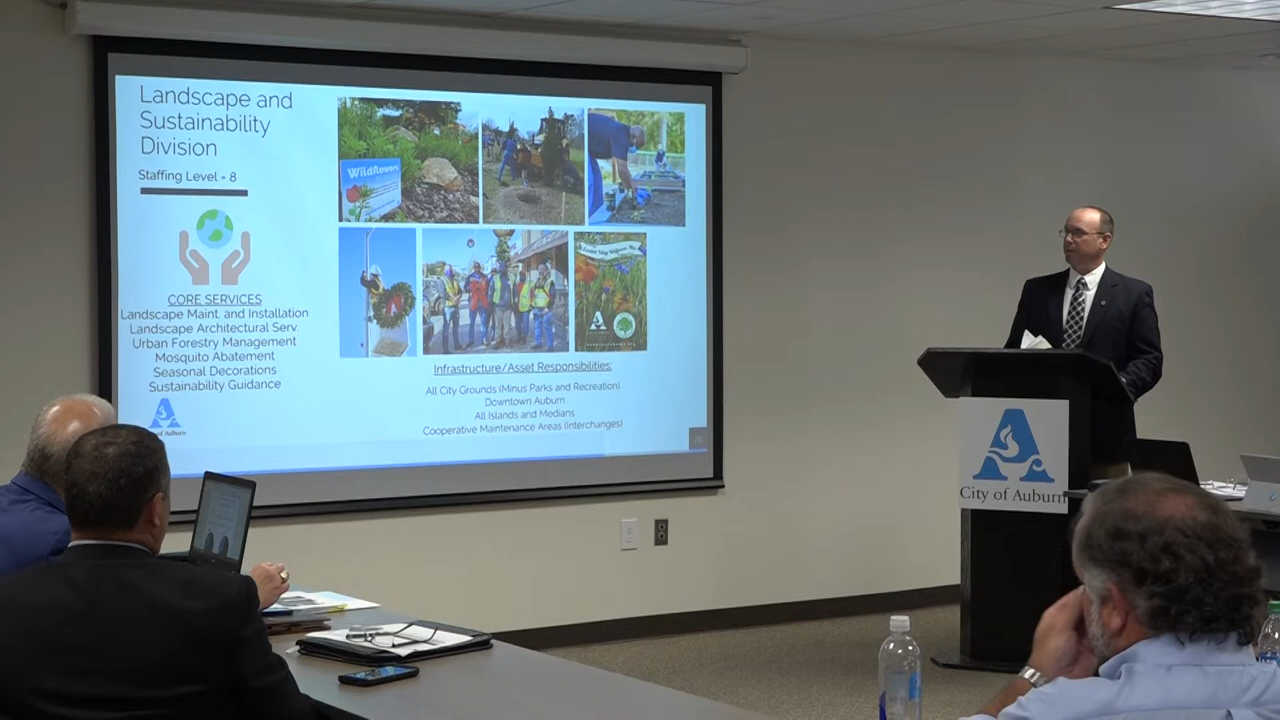 Landscape and
Sustainability
Division
Staffing Level - 8
CORE SERVICES
Landscape Maint. and Installation
Landscape Architectural Serv.
Urban Forestry Management
Mosquito Abatement
Seasonal Decorations
Sustainability Guidance
of Auburn
Wildflowers
Infrastructure/Asset Responsibilities:
All City Grounds (Minus Parks and Recreation)
Downtown Auburn
All Islands and Medians
Cooperative Maintenance Areas (Interchanges)
City of Auburn